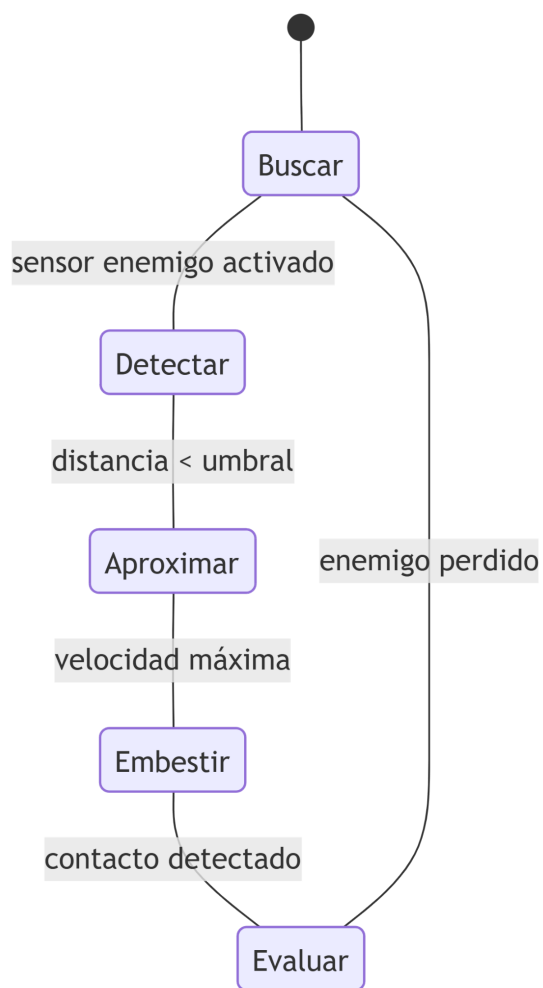 Buscar
sensor enemigo activado
Detectar
distancia < umbral
Aproximar
enemigo perdido
velocidad máxima
Embestir
contacto detectado
Evaluar